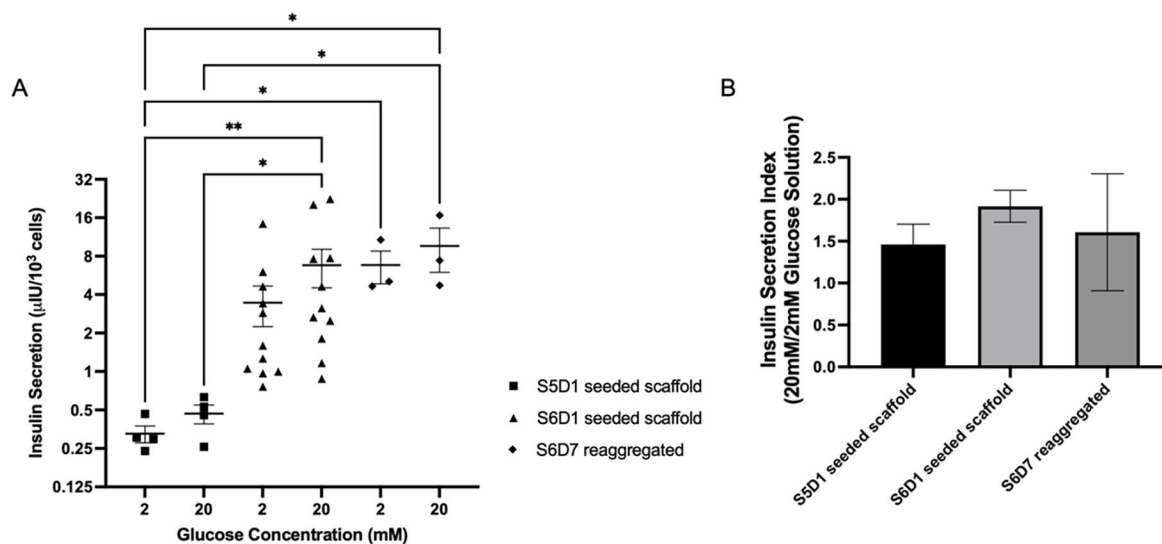 A
*
*
*
**
*
Insulin Secretion (μIU/10³ cells)
32
16
8
4
2
1
0.5
0.25
0.125
2 20 2 20 2 20
Glucose Concentration (mM)
S5D1 seeded scaffold
S6D1 seeded scaffold
S6D7 reaggregated
B
Insulin Secretion Index
(20mM/2mM Glucose Solution)
2.5
2.0
1.5
1.0
0.5
0.0
S5D1 seeded scaffold
S6D1 seeded scaffold
S6D7 reaggregated